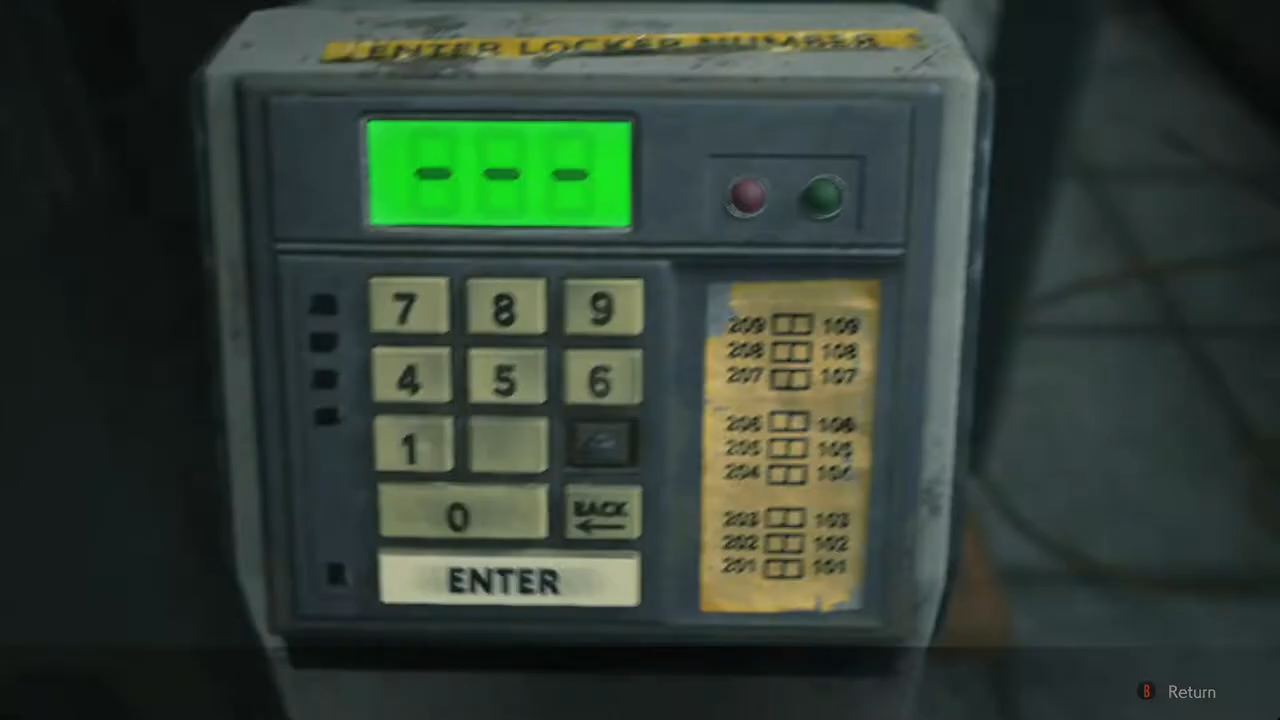 ENTER LOCKER NUMBER
- - -
7 8 9
4 5 6
1
0 BACK
ENTER
209 109
208 108
207 107
206 106
205 105
204 104
203 103
202 102
201 101
B Return